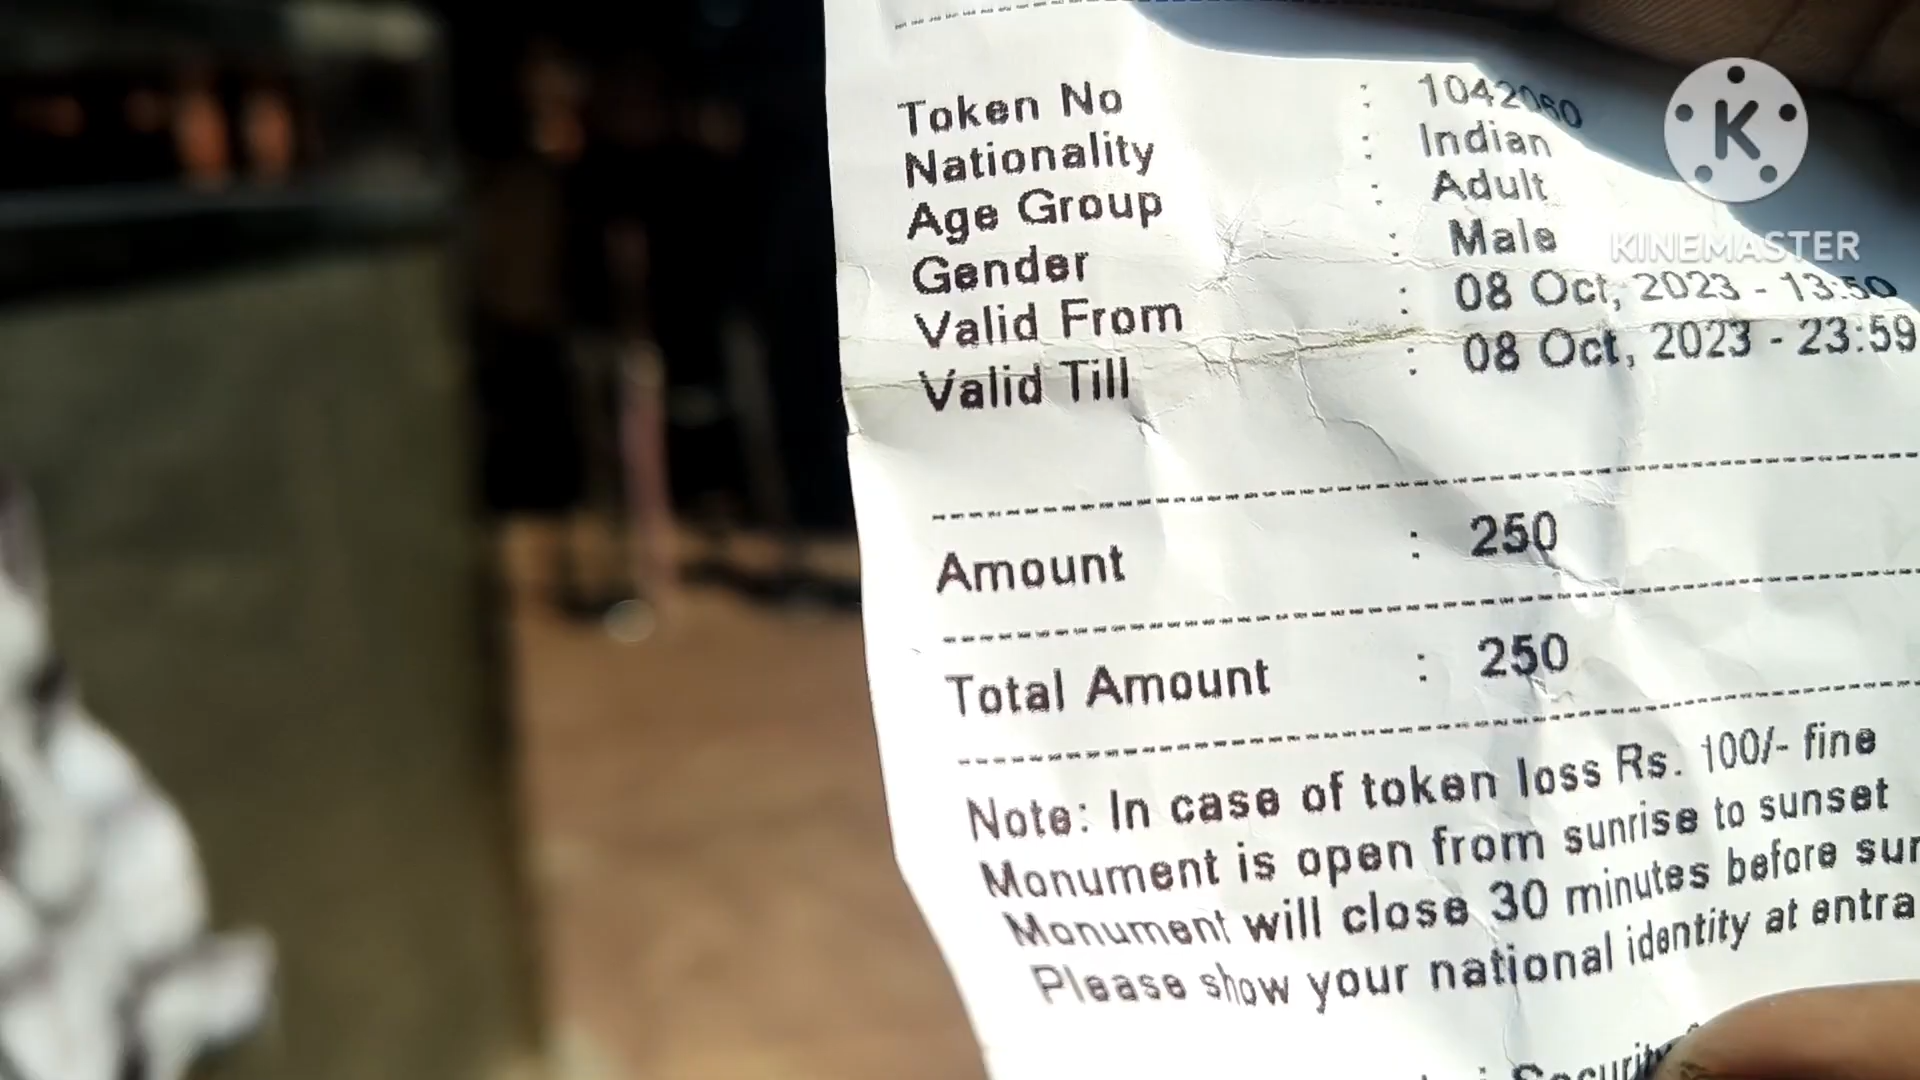 Token No : 1042060
Nationality : Indian
Age Group : Adult
Gender : Male
Valid From : 08 Oct, 2023 - 13:50
Valid Till : 08 Oct, 2023 - 23:59
Amount : 250
Total Amount : 250
Note: In case of token loss Rs. 100/- fine
Monument is open from sunrise to sunset
Monument will close 30 minutes before
Please show your national identity at
Security
K
KINEMASTER